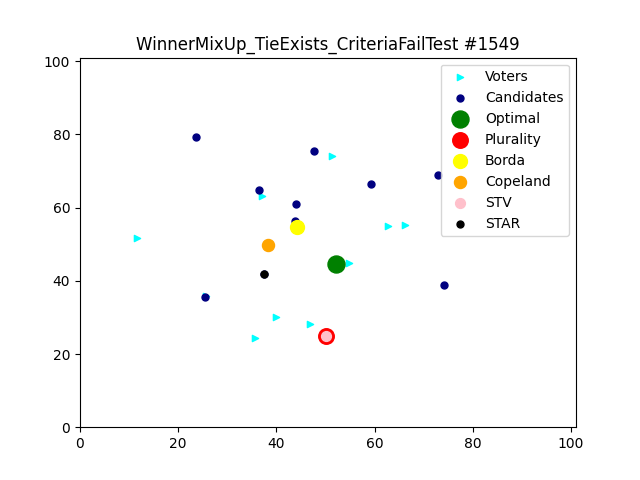 WinnerMixUp_TieExists_CriteriaFailTest #1549
100
80
60
40
20
0
0
20
40
60
80
100
Voters
Candidates
Optimal
Plurality
Borda
Copeland
STV
STAR